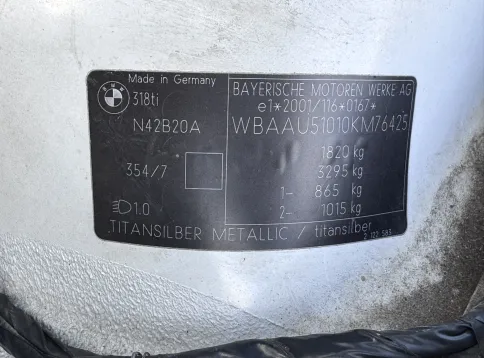 Made in Germany
BMW
318ti
N42B20A
354/7
1.0
BAYERISCHE MOTOREN WERKE AG
e1*2001/116*0167*
WBAAU51010KM76425
1820 kg
3295 kg
1- 865 kg
2- 1015 kg
TITANSILBER METALLIC / titansilber